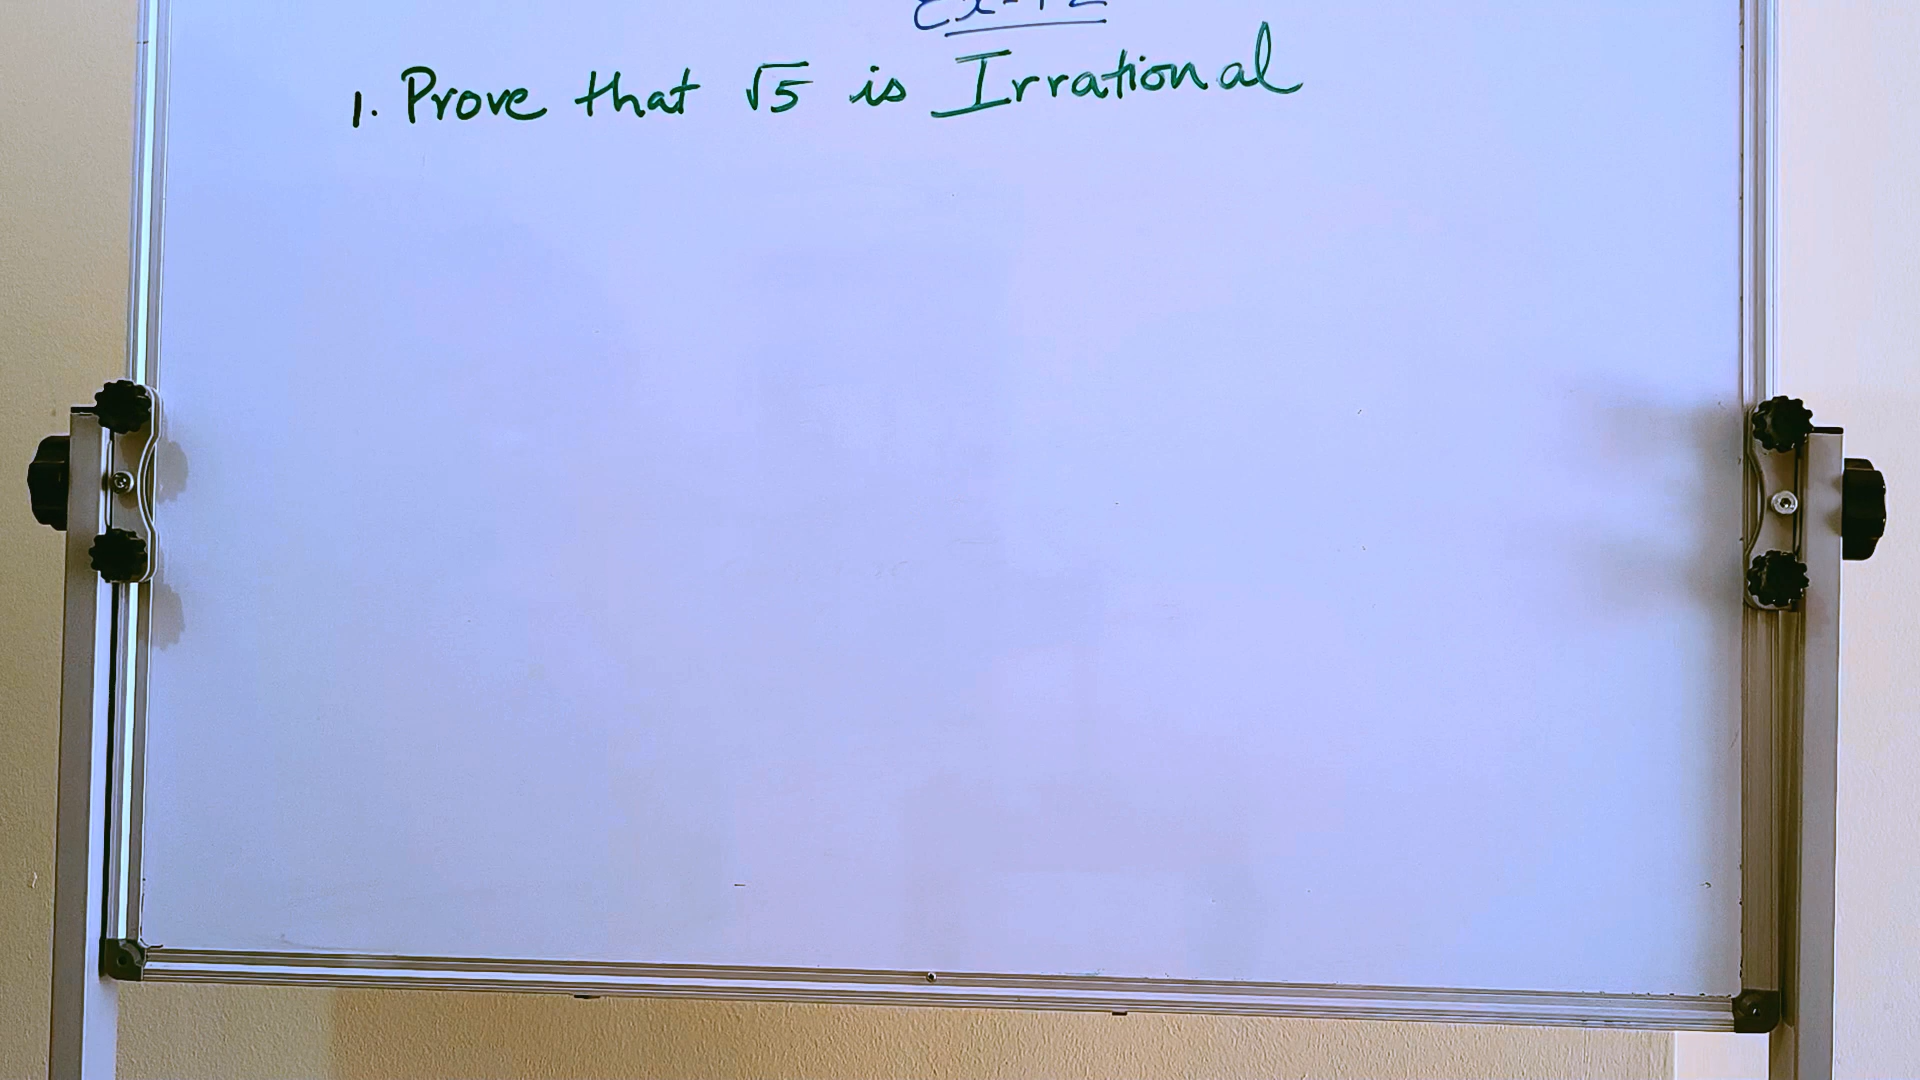 1. Prove that √5 is Irrational